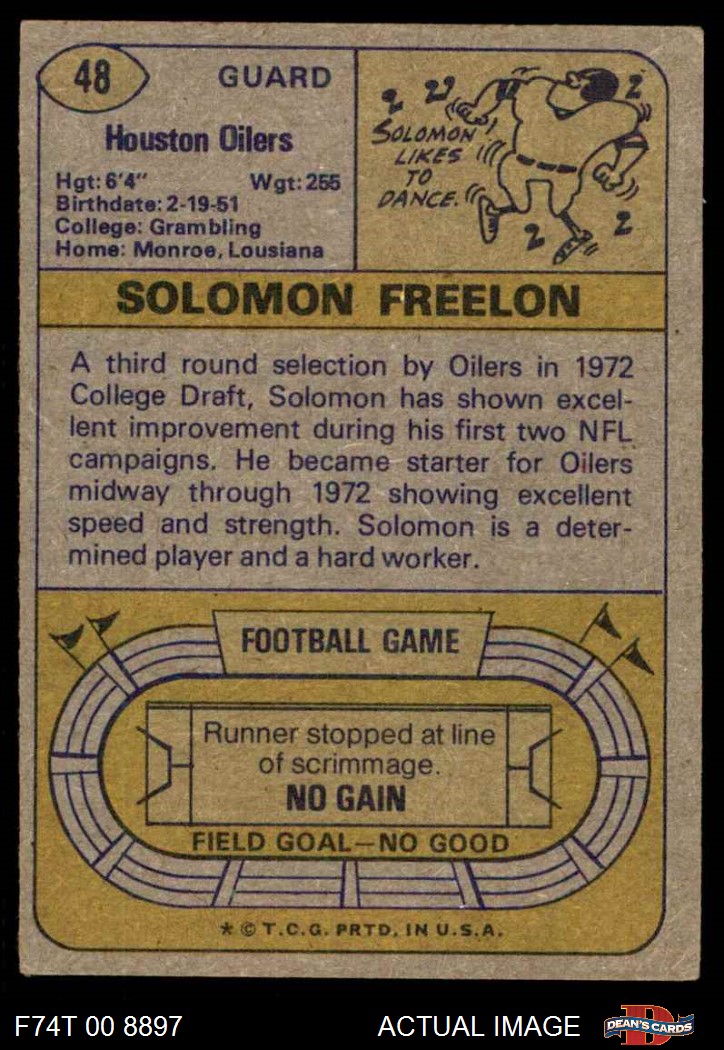 48
GUARD
Houston Oilers
Hgt: 6'4" Wgt: 255
Birthdate: 2-19-51
College: Grambling
Home: Monroe, Lousiana
SOLOMON
LIKES
TO
DANCE.
SOLOMON FREELON
A third round selection by Oilers in 1972
College Draft, Solomon has shown excel-
lent improvement during his first two NFL
campaigns. He became starter for Oilers
midway through 1972 showing excellent
speed and strength. Solomon is a deter-
mined player and a hard worker.
FOOTBALL GAME
Runner stopped at line
of scrimmage.
NO GAIN
FIELD GOAL—NO GOOD
* © T.C.G. PRTD. IN U.S.A.
F74T 00 8897
ACTUAL IMAGE
D
DEAN'S CARDS